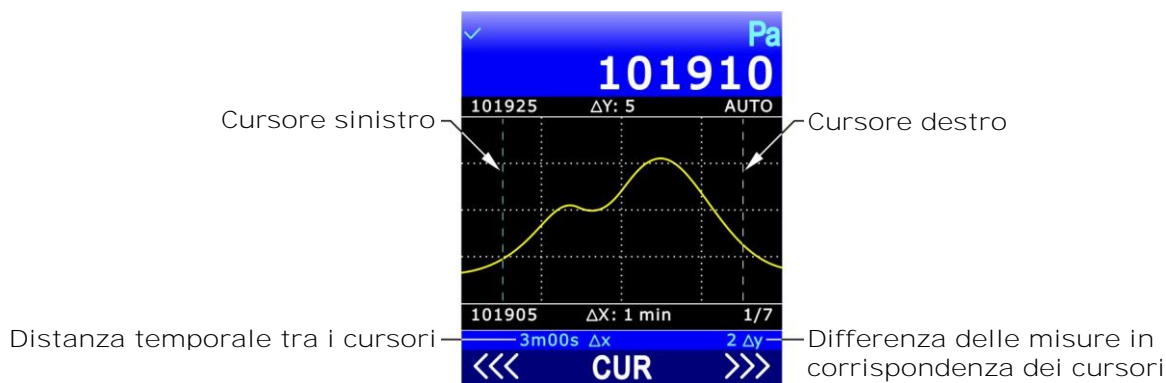 Pa
101910
101925 ΔY: 5 AUTO
Cursore sinistro
Cursore destro
101905 ΔX: 1 min 1/7
Distanza temporale tra i cursori
3m00s Δx 2 Δy
Differenza delle misure in
corrispondenza dei cursori
<<< CUR >>>